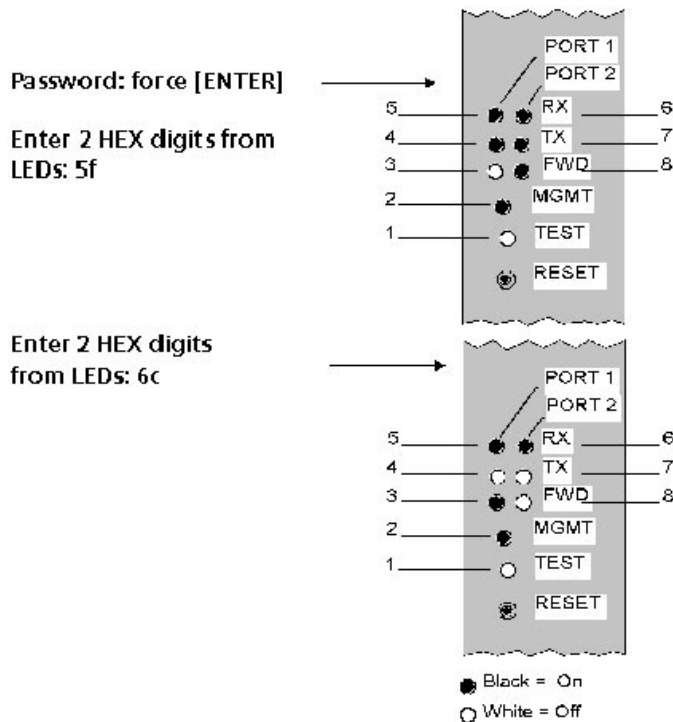 PORT 1
Password: force [ENTER]
PORT 2
5 RX 6
Enter 2 HEX digits from
4 TX 7
LEDs: 5f
3 FWD 8
2 MGMT
1 TEST
RESET
Enter 2 HEX digits
from LEDs: 6c
PORT 1
PORT 2
5 RX 6
4 TX 7
3 FWD 8
2 MGMT
1 TEST
RESET
Black = On
White = Off